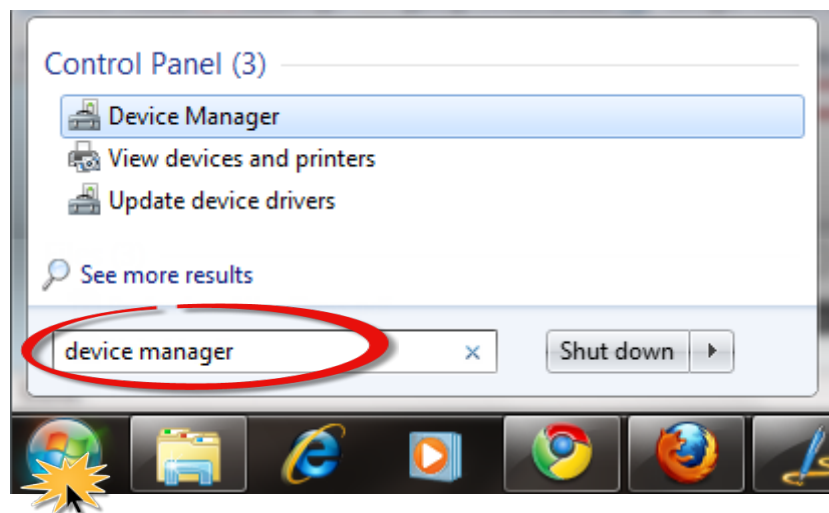 Control Panel (3)
Device Manager
View devices and printers
Update device drivers
See more results
device manager
Shut down